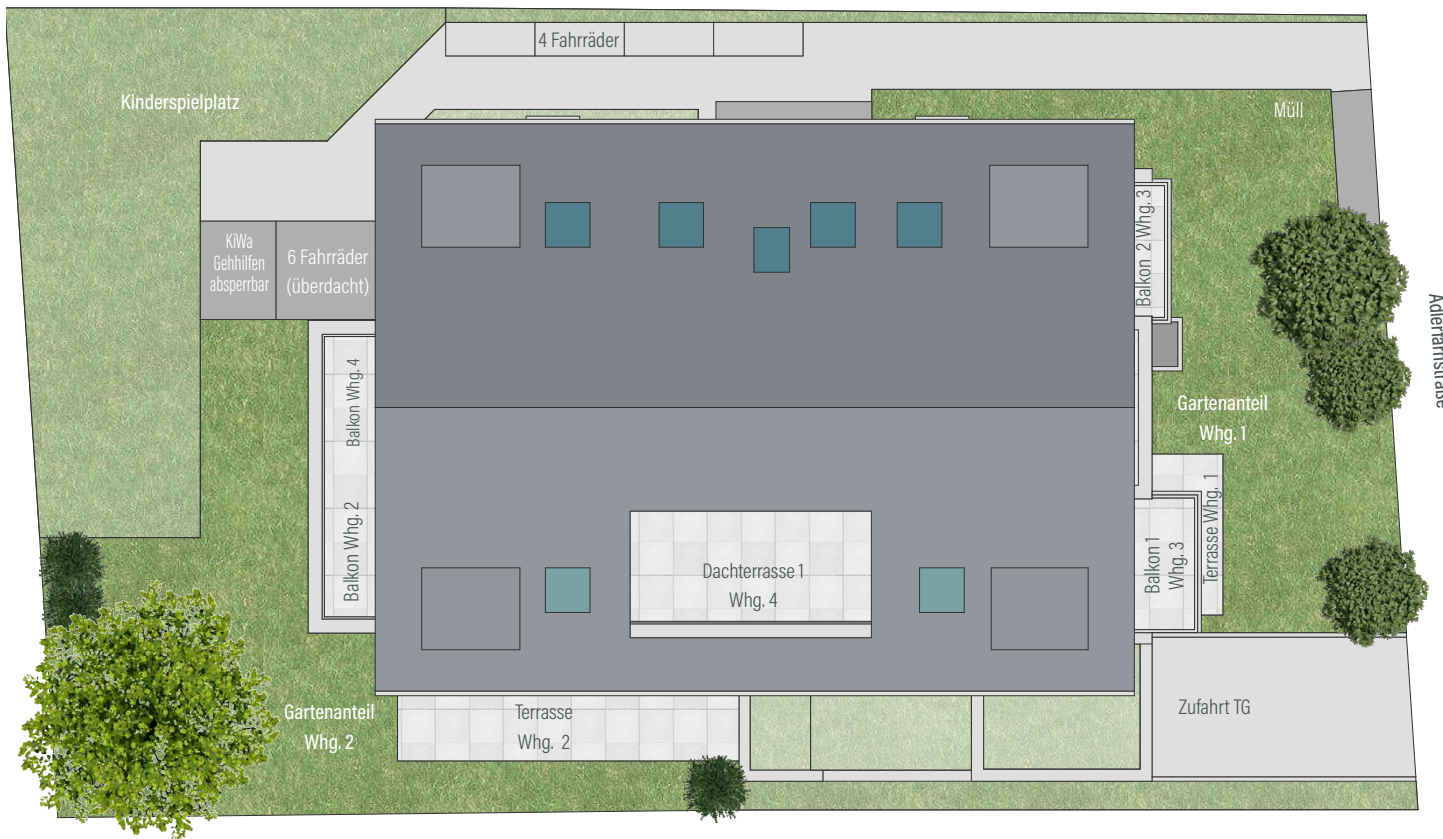 4 Fahrräder
Kinderspielplatz
Müll
KiWa
Gehhilfen
absperrbar
6 Fahrräder
(überdacht)
Balkon 2 Whg. 3
Adlerfarnstraße
Balkon Whg. 4
Balkon Whg. 2
Gartenanteil
Whg. 1
Terrasse Whg. 1
Balkon 1
Whg. 3
Dachterrasse 1
Whg. 4
Gartenanteil
Whg. 2
Terrasse
Whg. 2
Zufahrt TG